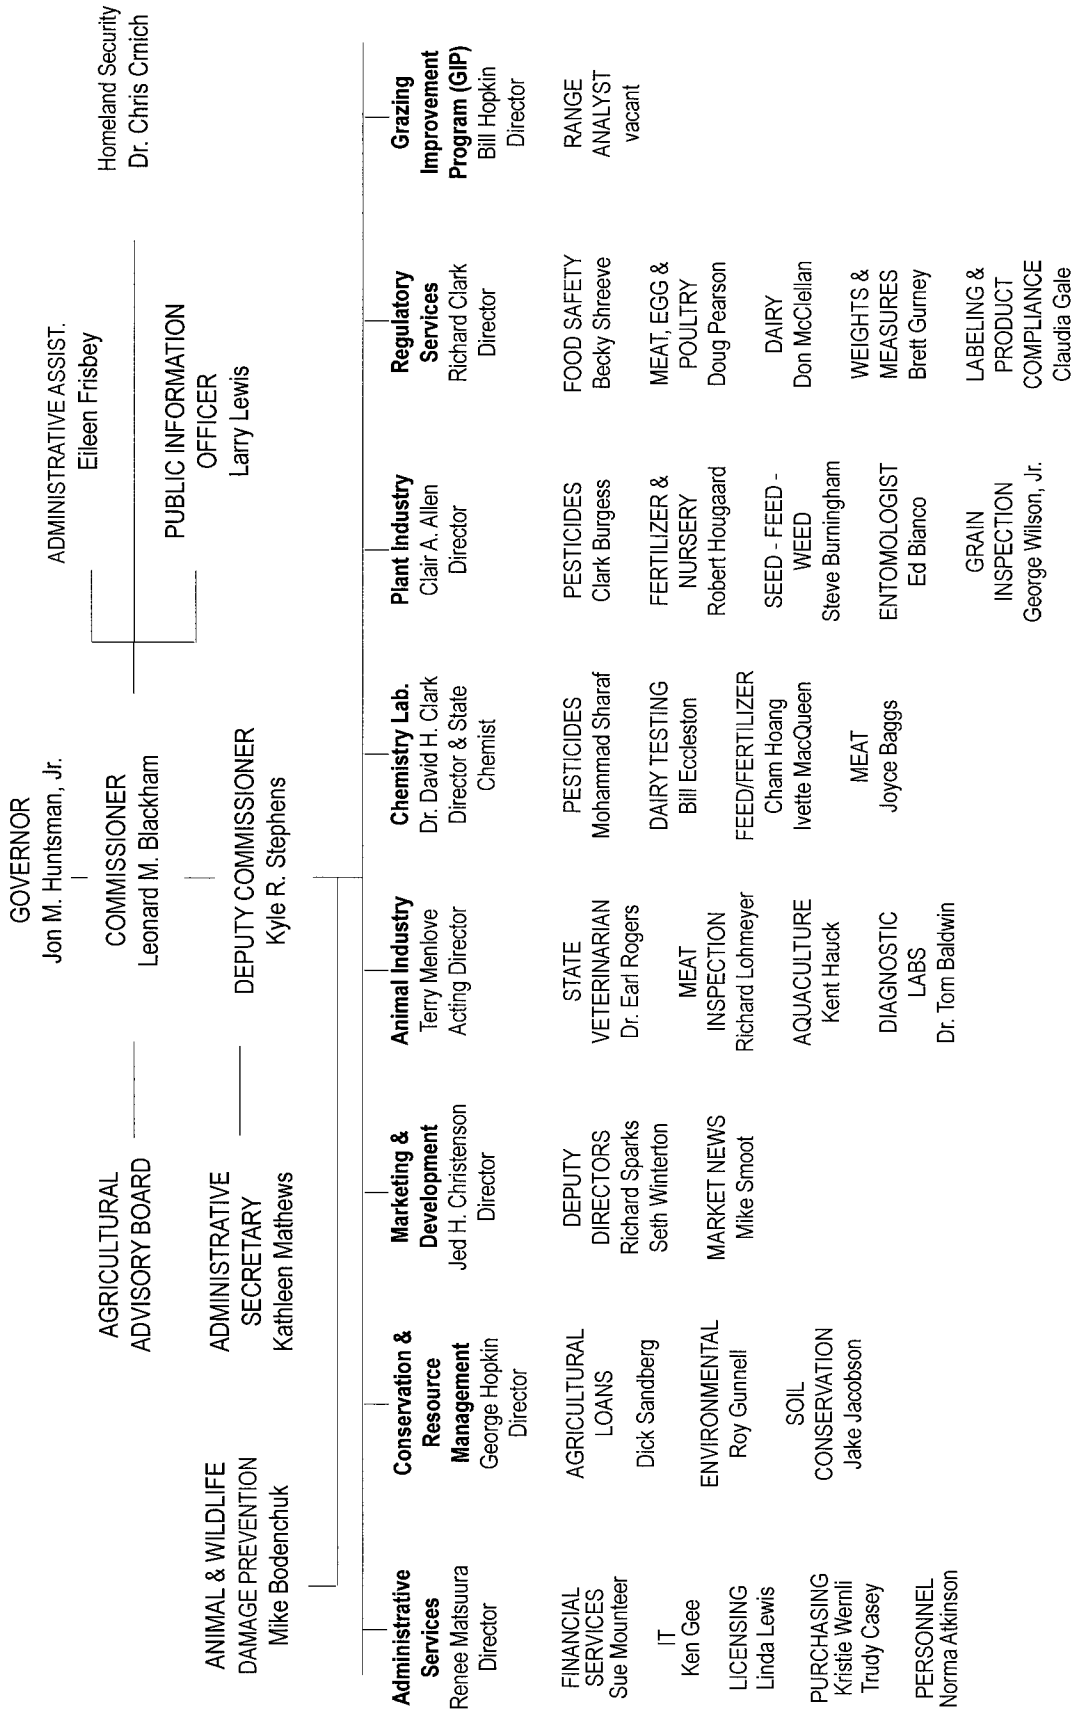 GOVERNOR
Jon M. Huntsman, Jr.
COMMISSIONER
Leonard M. Blackham
DEPUTY COMMISSIONER
Kyle R. Stephens
AGRICULTURAL
ADVISORY BOARD
ADMINISTRATIVE
SECRETARY
Kathleen Mathews
ANIMAL & WILDLIFE
DAMAGE PREVENTION
Mike Bodenchuk
ADMINISTRATIVE ASSIST.
Eileen Frisbey
PUBLIC INFORMATION
OFFICER
Larry Lewis
Homeland Security
Dr. Chris Crnich
Administrative
Services
Renee Matsuura
Director
FINANCIAL
SERVICES
Sue Mounteer
IT
Ken Gee
LICENSING
Linda Lewis
PURCHASING
Kristie Wernli
Trudy Casey
PERSONNEL
Norma Atkinson
Conservation &
Resource
Management
George Hopkin
Director
AGRICULTURAL
LOANS
Dick Sandberg
ENVIRONMENTAL
Roy Gunnell
SOIL
CONSERVATION
Jake Jacobson
Marketing &
Development
Jed H. Christenson
Director
DEPUTY
DIRECTORS
Richard Sparks
Seth Winterton
MARKET NEWS
Mike Smoot
Animal Industry
Terry Menlove
Acting Director
STATE
VETERINARIAN
Dr. Earl Rogers
MEAT
INSPECTION
Richard Lohmeyer
AQUACULTURE
Kent Hauck
DIAGNOSTIC
LABS
Dr. Tom Baldwin
Chemistry Lab.
Dr. David H. Clark
Director & State
Chemist
PESTICIDES
Mohammad Sharaf
DAIRY TESTING
Bill Eccleston
FEED/FERTILIZER
Cham Hoang
Ivette MacQueen
MEAT
Joyce Baggs
Plant Industry
Clair A. Allen
Director
PESTICIDES
Clark Burgess
FERTILIZER &
NURSERY
Robert Hougaard
SEED - FEED -
WEED
Steve Burningham
ENTOMOLOGIST
Ed Bianco
GRAIN
INSPECTION
George Wilson, Jr.
Regulatory
Services
Richard Clark
Director
FOOD SAFETY
Becky Shreeve
MEAT, EGG &
POULTRY
Doug Pearson
DAIRY
Don McClellan
WEIGHTS &
MEASURES
Brett Gurney
LABELING &
PRODUCT
COMPLIANCE
Claudia Gale
Grazing
Improvement
Program (GIP)
Bill Hopkin
Director
RANGE
ANALYST
vacant